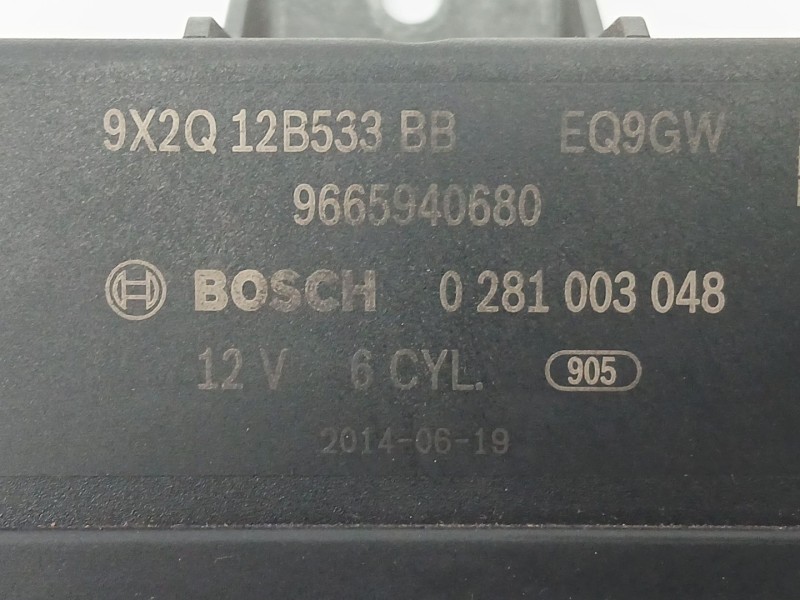 9X2Q 12B533 BB EQ9GW
9665940680
BOSCH 0 281 003 048
12 V 6 CYL. 905
2014-06-19